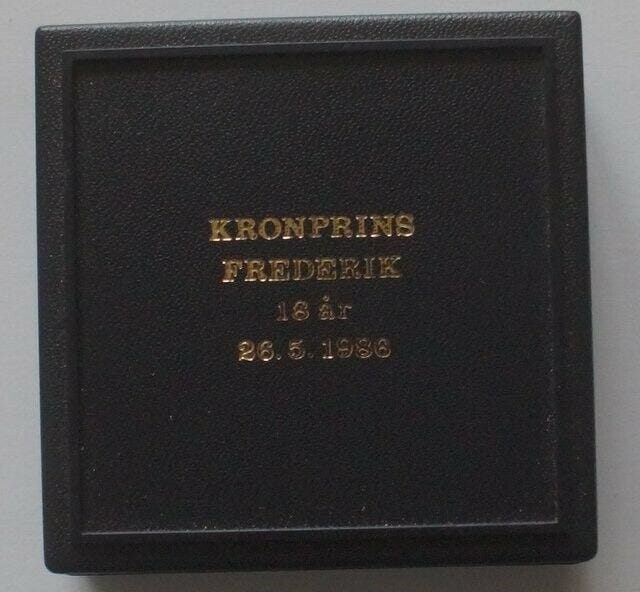 KRONPRINS
FREDERIK
18 år
26.5.1986